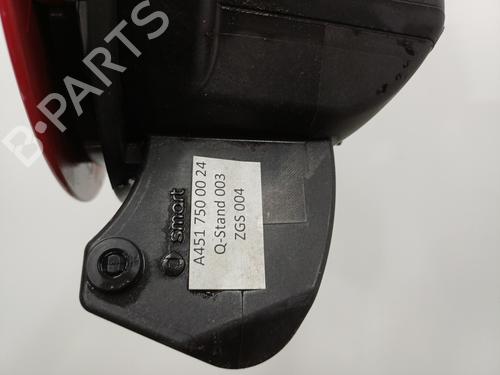 B-PARTS
smart
A451 750 00 24
Q-Stand 003
ZGS 004